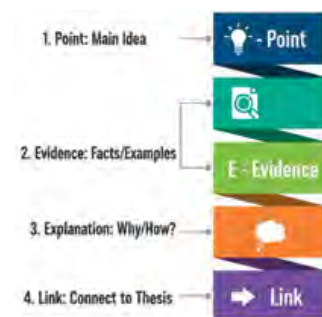 1. Point: Main Idea
- Point
2. Evidence: Facts/Examples
E - Evidence
3. Explanation: Why/How?
4. Link: Connect to Thesis
Link